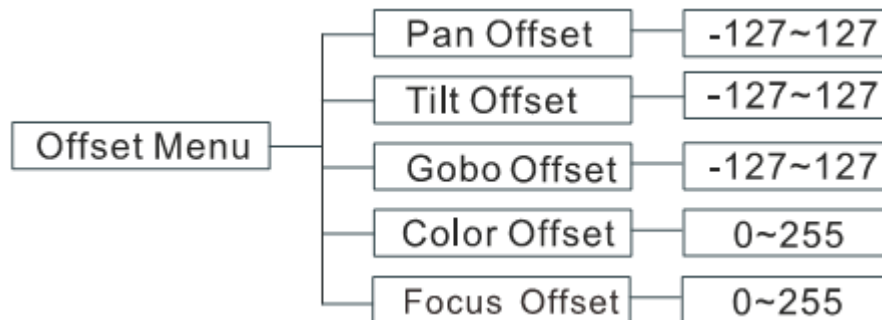 Pan Offset -127~127
Tilt Offset -127~127
Offset Menu
Gobo Offset -127~127
Color Offset 0~255
Focus Offset 0~255